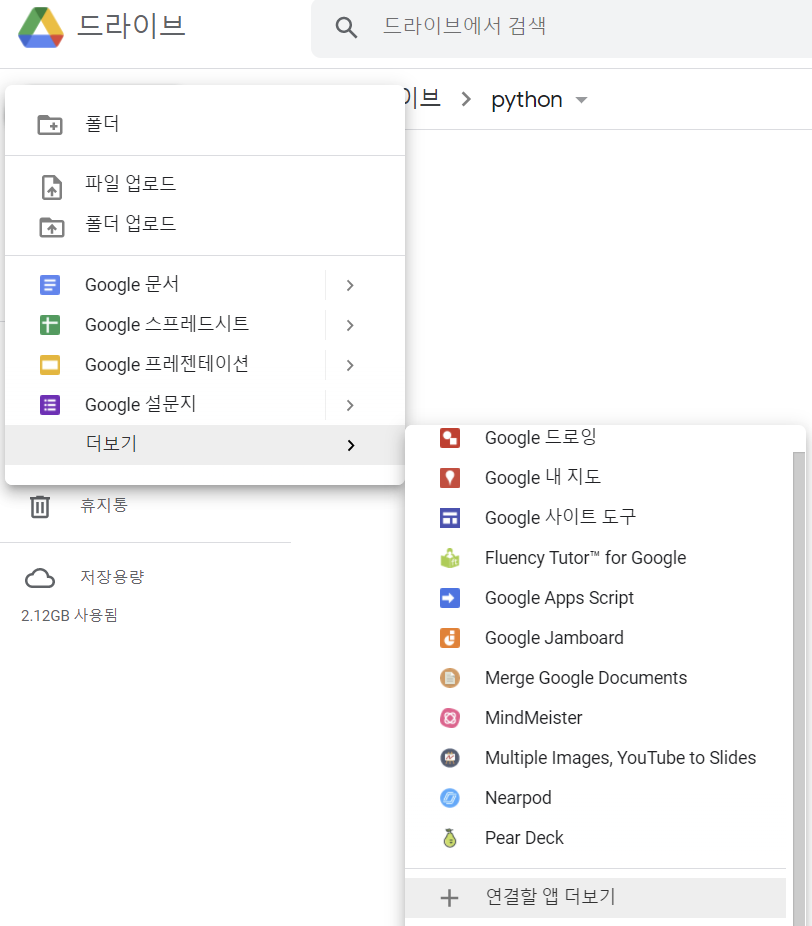 드라이브
드라이브에서 검색
이브 > python
폴더
파일 업로드
폴더 업로드
Google 문서
Google 스프레드시트
Google 프레젠테이션
Google 설문지
더보기
휴지통
저장용량
2.12GB 사용됨
Google 드로잉
Google 내 지도
Google 사이트 도구
Fluency Tutor™ for Google
Google Apps Script
Google Jamboard
Merge Google Documents
MindMeister
Multiple Images, YouTube to Slides
Nearpod
Pear Deck
연결할 앱 더보기